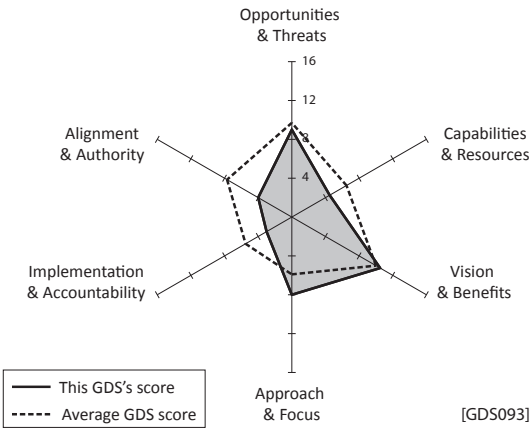 Opportunities
& Threats
16
12
8
4
Alignment
& Authority
Capabilities
& Resources
Implementation
& Accountability
Vision
& Benefits
This GDS's score
Average GDS score
Approach
& Focus
[GDS093]